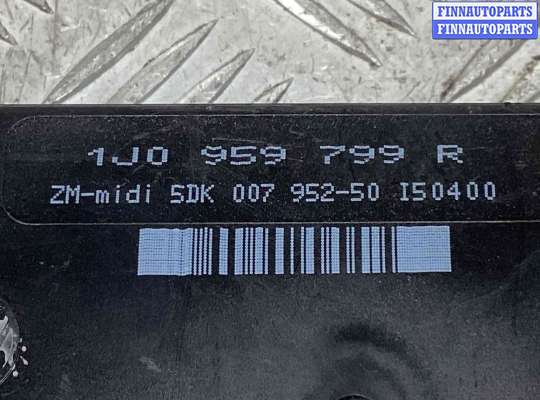 FINNAUTOPARTS
FINNAUTOPARTS
1J0 959 799 R
ZM-midi SDK 007 952-50 I50400